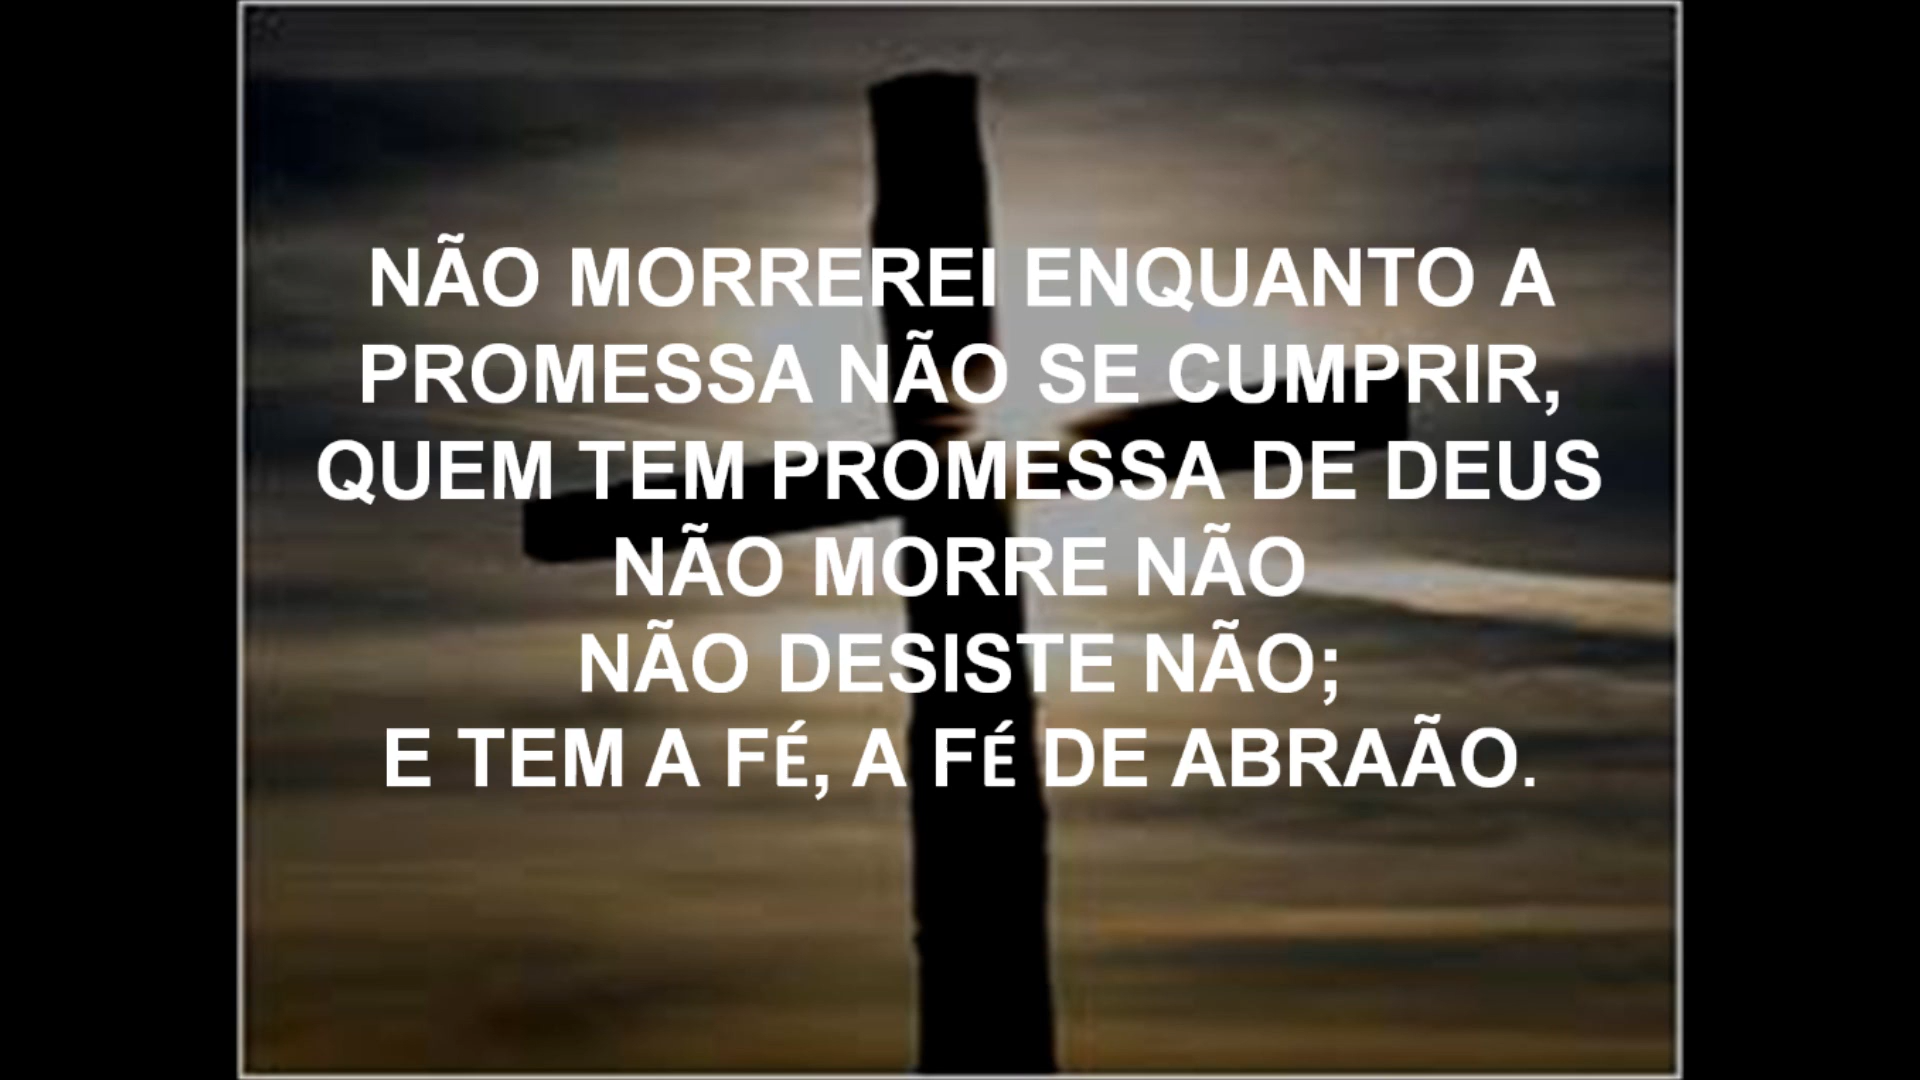 NÃO MORREREI ENQUANTO A
PROMESSA NÃO SE CUMPRIR,
QUEM TEM PROMESSA DE DEUS
NÃO MORRE NÃO
NÃO DESISTE NÃO;
E TEM A FÉ, A FÉ DE ABRAÃO.